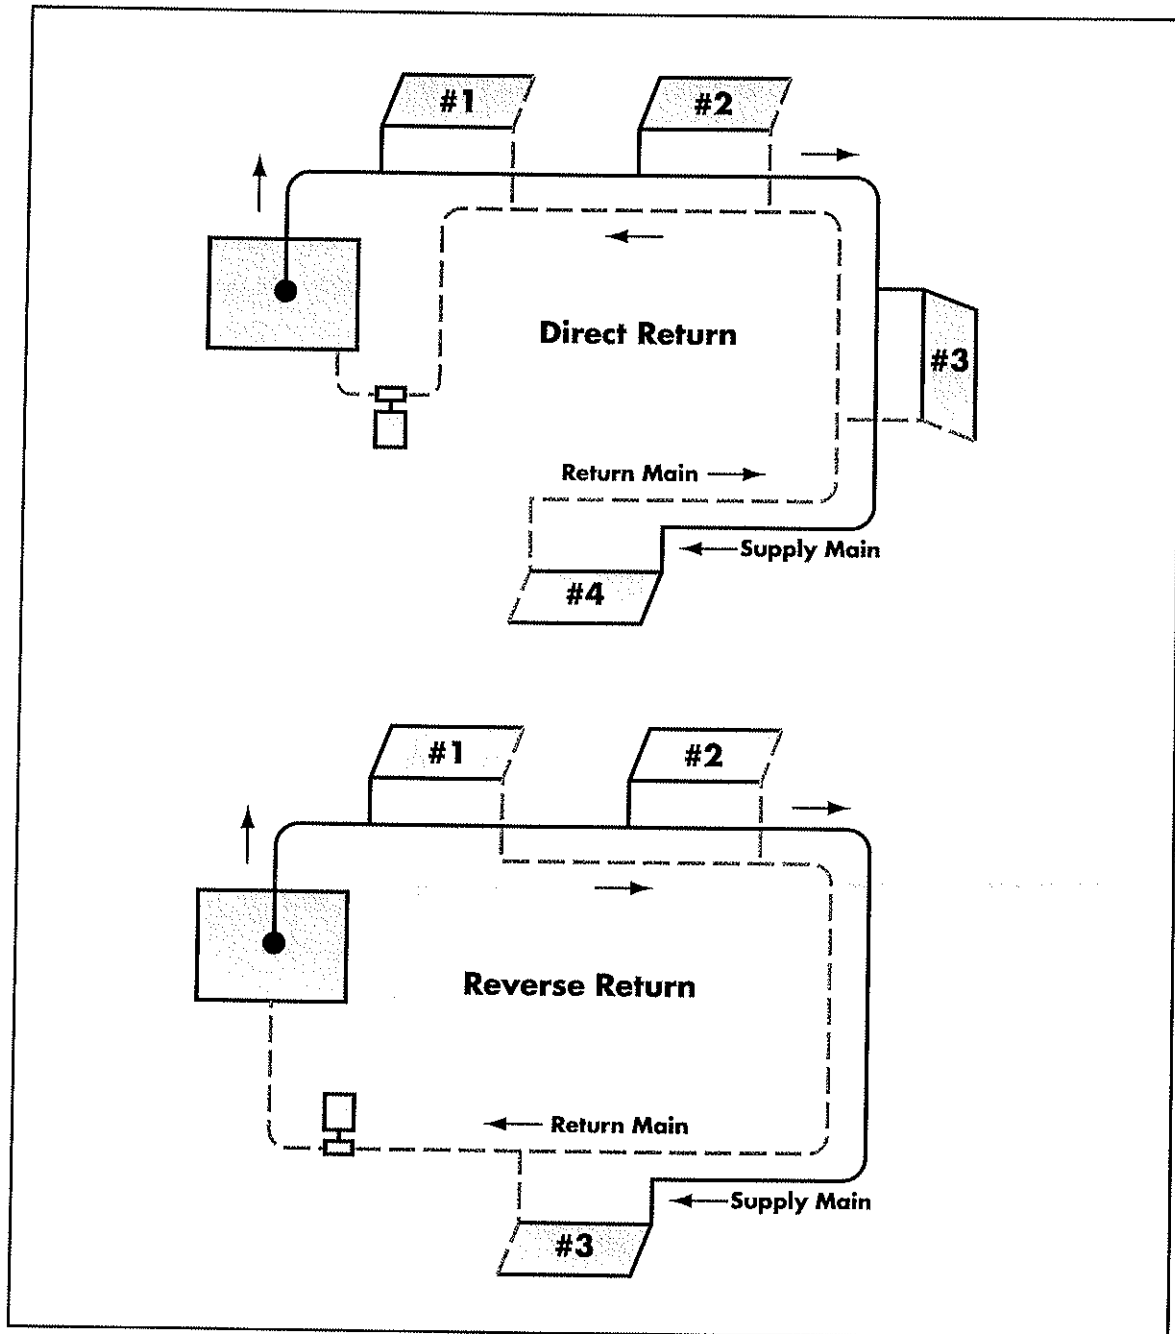 #1
#2
Direct Return
#3
Return Main
Supply Main
#4
#1
#2
Reverse Return
Return Main
Supply Main
#3